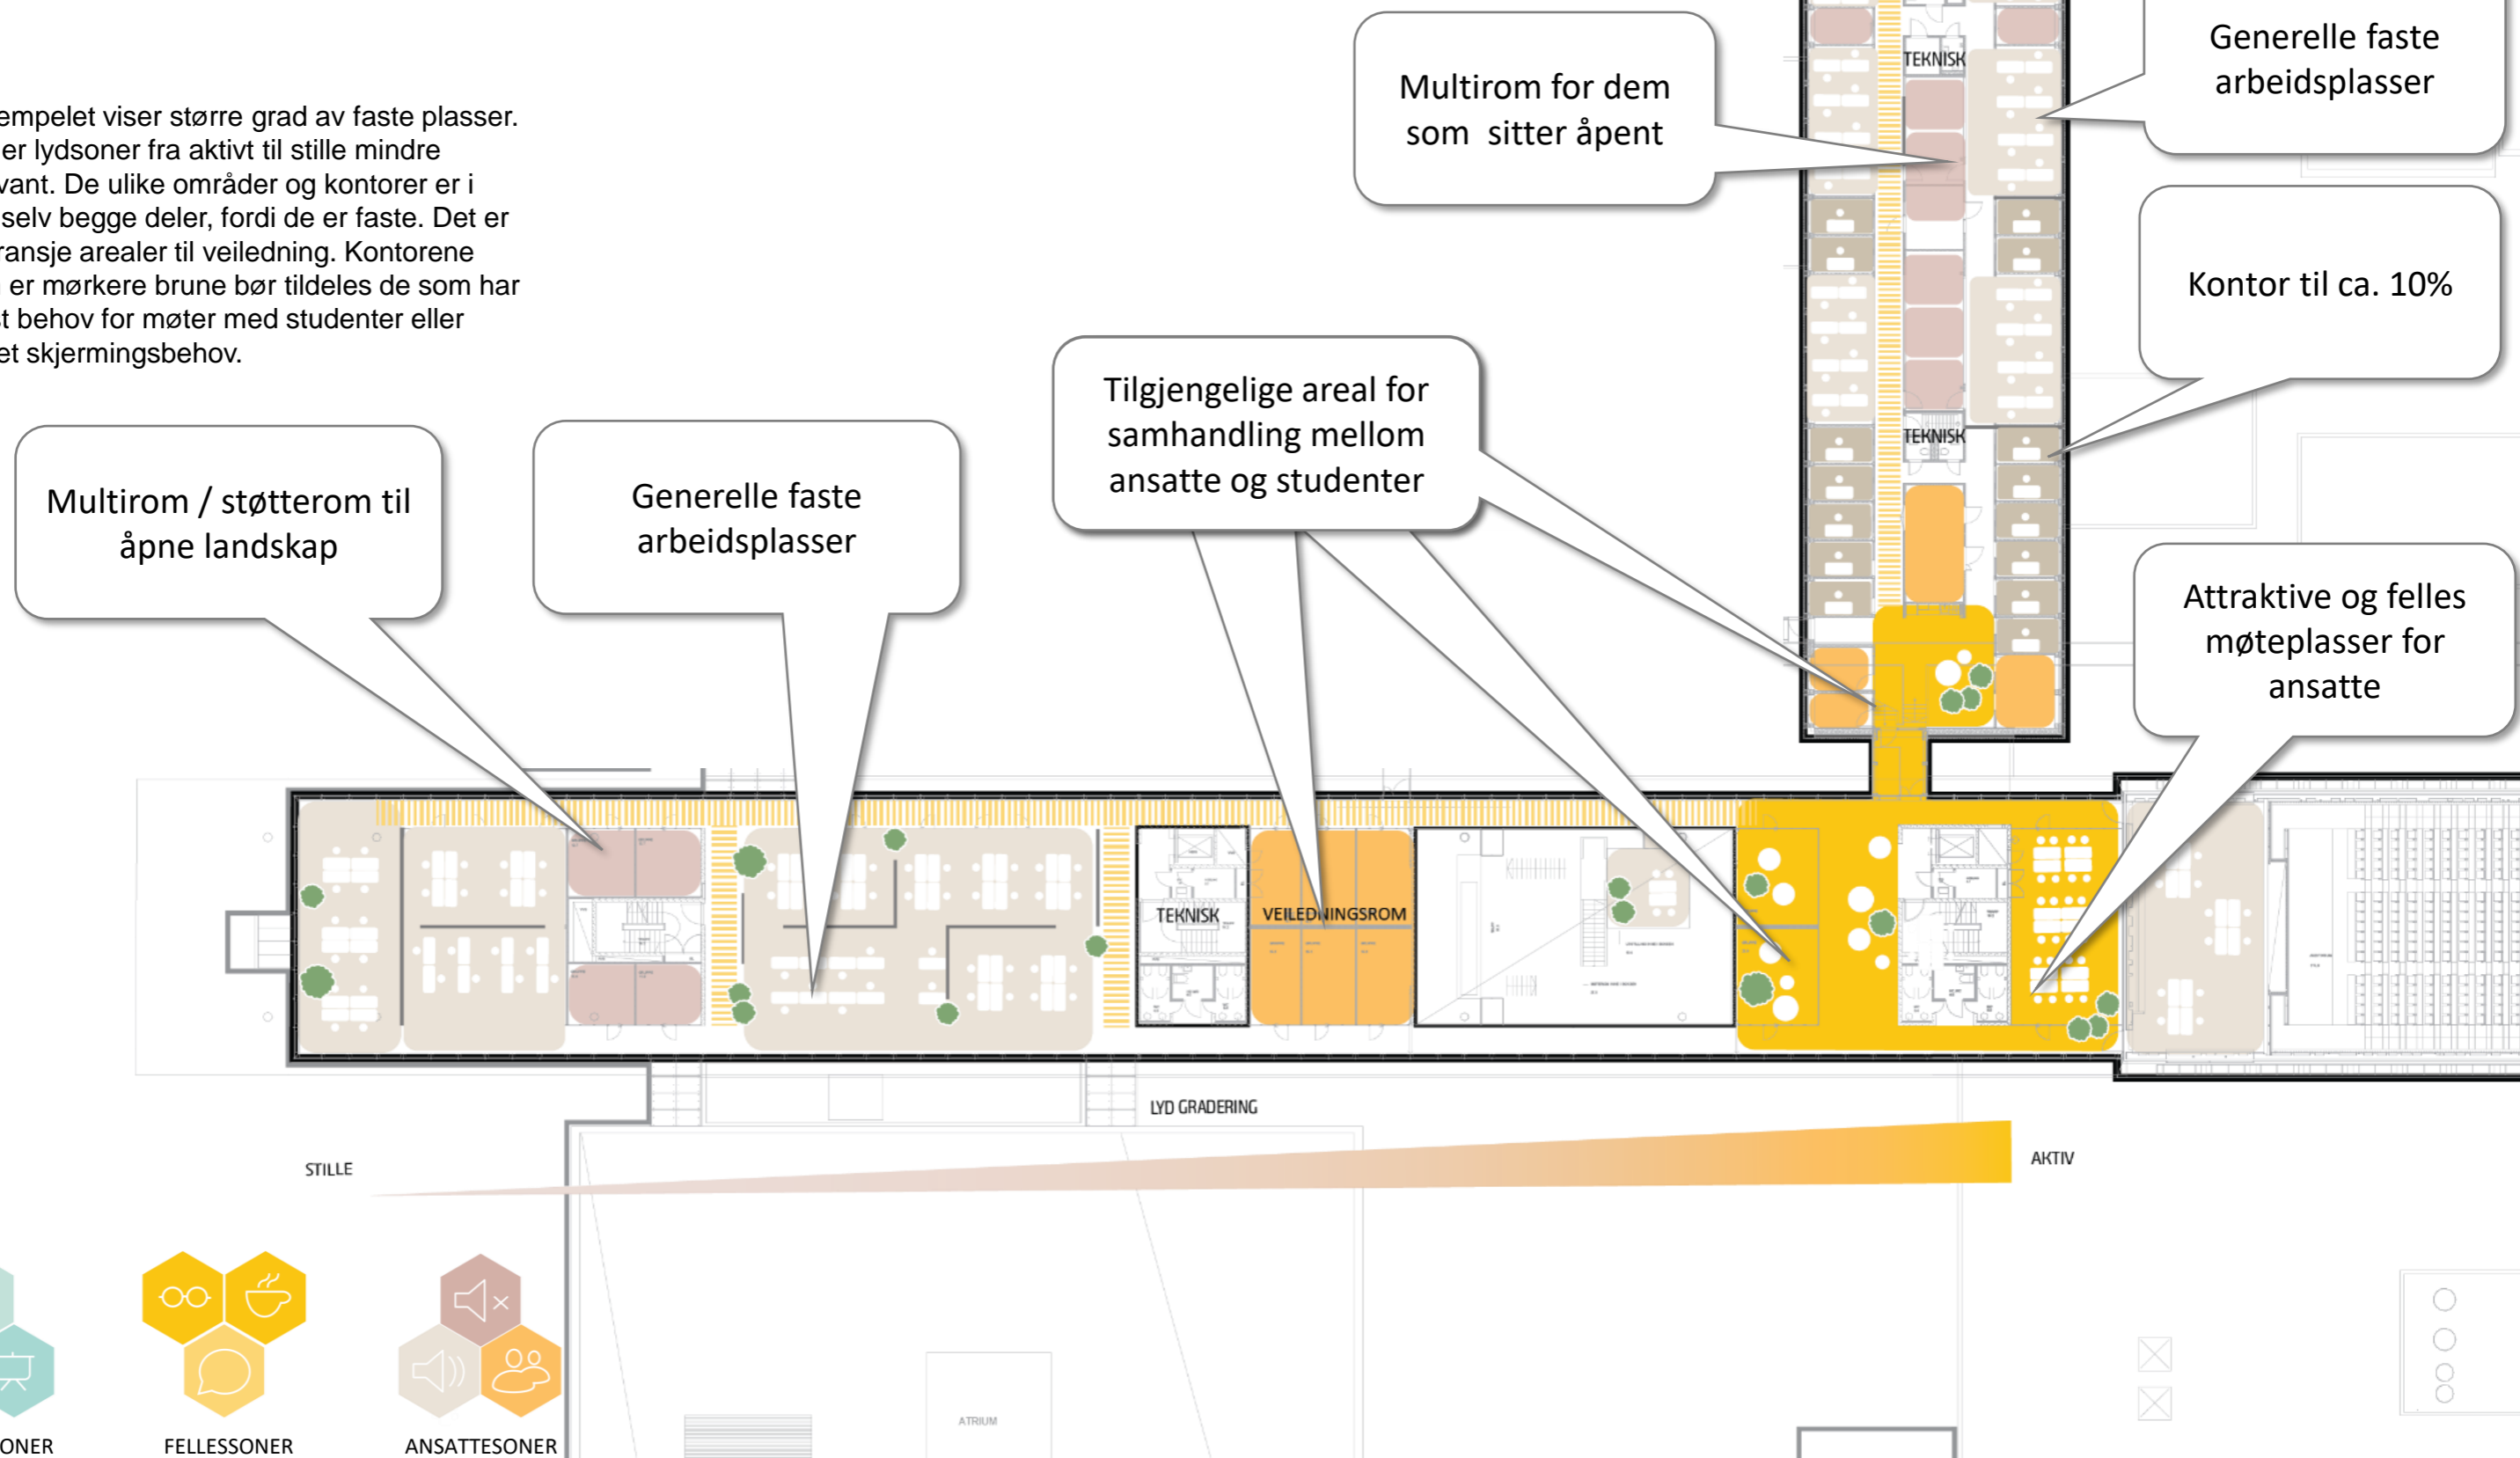 empelet viser større grad av faste plasser.
er lydsoner fra aktivt til stille mindre
vant. De ulike områder og kontorer er i
selv begge deler, fordi de er faste. Det er
ransje arealer til veiledning. Kontorene
er mørkere brune bør tildeles de som har
st behov for møter med studenter eller
et skjermingsbehov.
Multirom for dem
som sitter åpent
Generelle faste
arbeidsplasser
Kontor til ca. 10%
Tilgjengelige areal for
samhandling mellom
ansatte og studenter
Multirom / støtterom til
åpne landskap
Generelle faste
arbeidsplasser
Attraktive og felles
møteplasser for
ansatte
TEKNISK
TEKNISK
TEKNISK
VEILEDNINGSROM
LYD GRADERING
STILLE
AKTIV
ATRIUM
ONER
FELLESSONER
ANSATTESONER